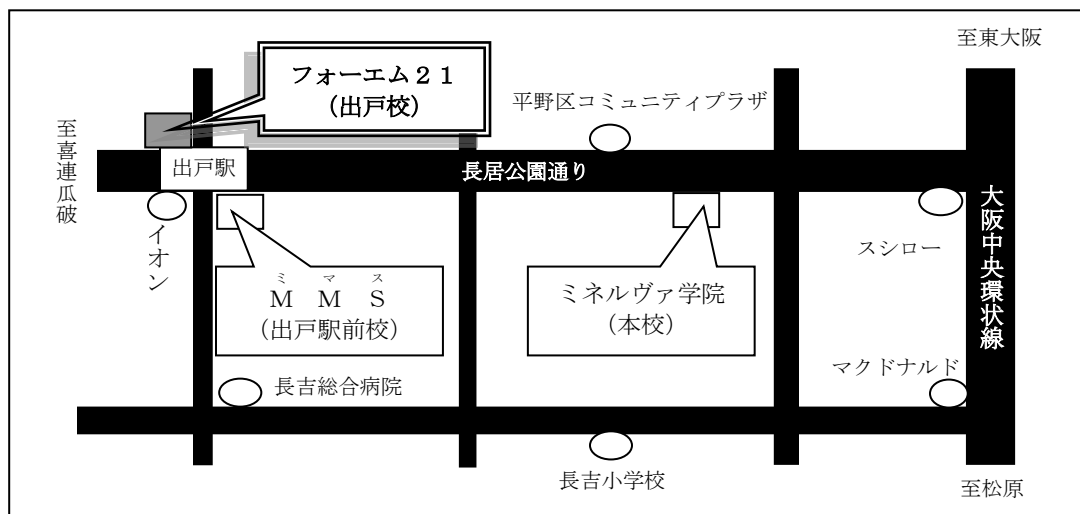 至東大阪
フォーエム２１
（出戸校）
平野区コミュニティプラザ
至喜連瓜破
出戸駅
長居公園通り
大阪中央環状線
イオン
スシロー
ミ マ ス
Ｍ Ｍ Ｓ
（出戸駅前校）
ミネルヴァ学院
（本校）
マクドナルド
長吉総合病院
長吉小学校
至松原